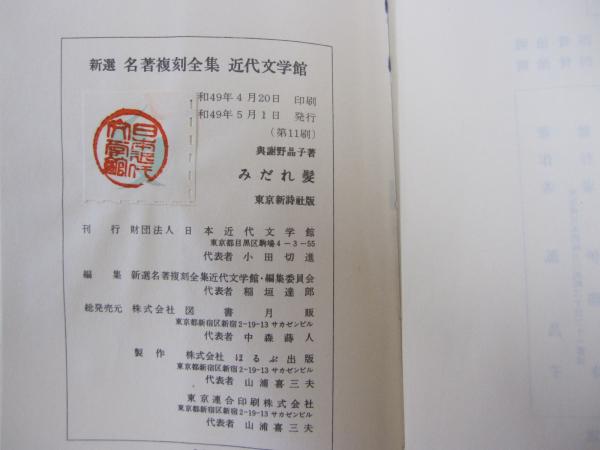 新選 名著複刻全集 近代文学館
和49年4月20日 印刷
和49年5月1日 発行
(第11刷)
與謝野晶子著
みだれ髪
東京新詩社版
日本近代文学館
刊 行 財団法人 日本近代文学館
東京都目黒区駒場4-3-55
代表者 小田切進
編 集 新選名著複刻全集近代文学館・編集委員会
代表者 稲垣達郎
総発売元 株式会社 図書月販
東京都新宿区新宿2-19-13 サカゼンビル
代表者 中森蒔人
製 作 株式会社 ほるぷ出版
東京都新宿区新宿2-19-13 サカゼンビル
代表者 山浦喜三夫
東京連合印刷株式会社
東京都新宿区新宿2-19-13 サカゼンビル
代表者 山浦喜三夫